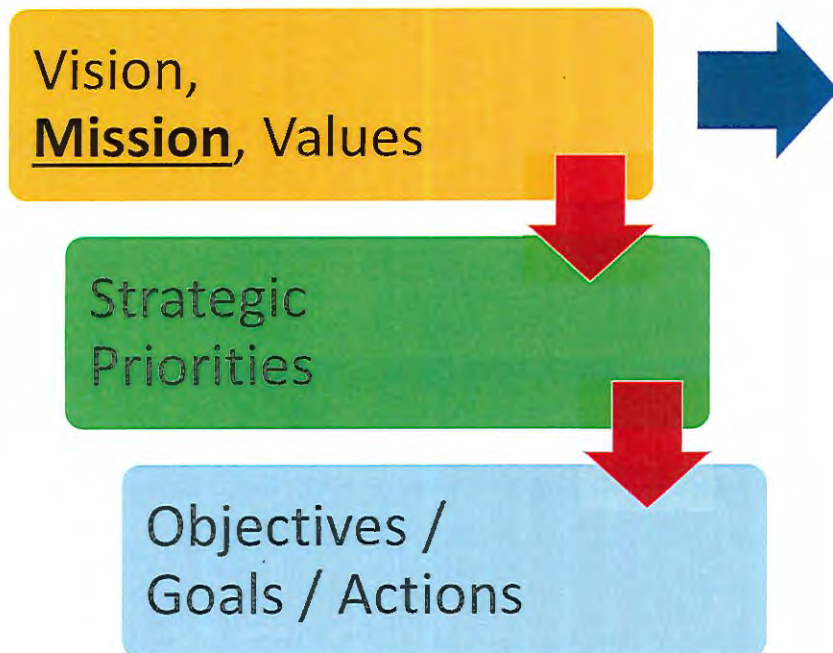 Vision,
Mission, Values
Strategic
Priorities
Objectives /
Goals / Actions